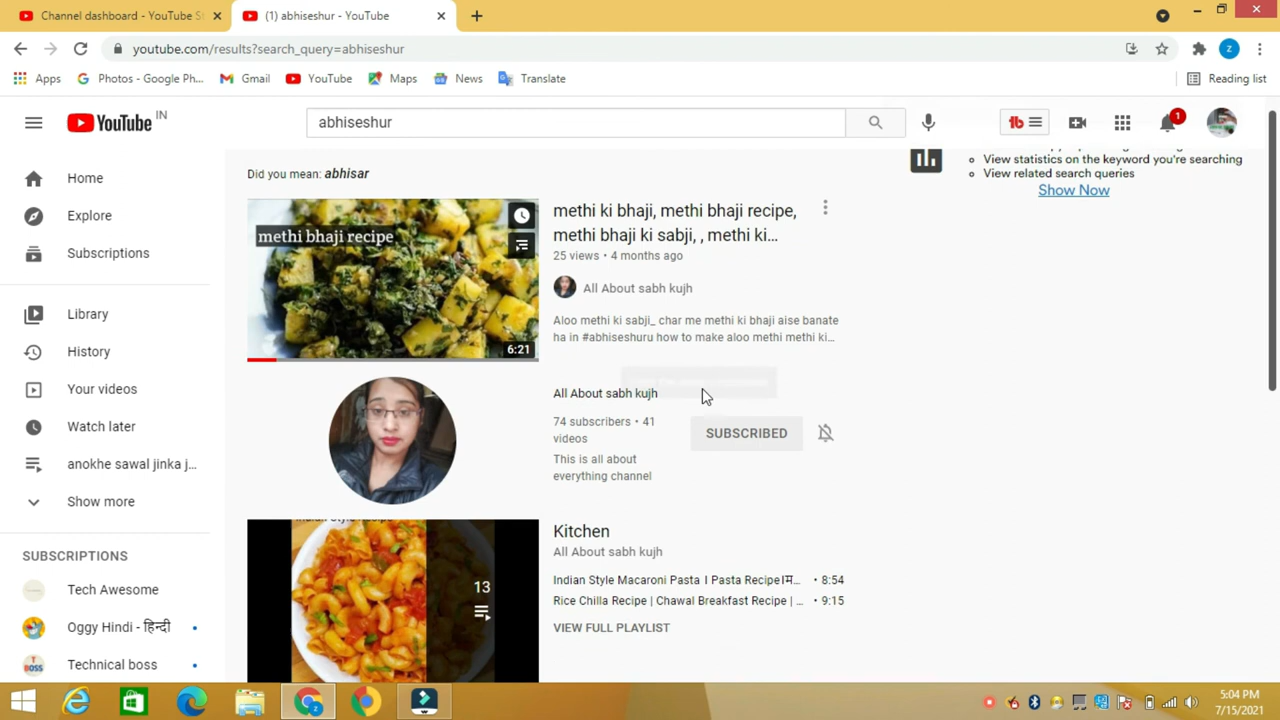 Channel dashboard - YouTube St
(1) abhiseshur - YouTube
youtube.com/results?search_query=abhiseshur
Z
Apps
Photos - Google Ph...
Gmail
YouTube
Maps
News
Translate
Reading list
YouTube IN
abhiseshur
tb
1
Home
Explore
Subscriptions
Library
History
Your videos
Watch later
anokhe sawal jinka j...
Show more
SUBSCRIPTIONS
Tech Awesome
Oggy Hindi - हिन्दी
BOSS
Technical boss
Did you mean: abhisar
View statistics on the keyword you're searching
View related search queries
Show Now
methi bhaji recipe
6:21
methi ki bhaji, methi bhaji recipe,
methi bhaji ki sabji, , methi ki...
25 views • 4 months ago
All About sabh kujh
Aloo methi ki sabji_ char me methi ki bhaji aise banate
ha in #abhiseshuru how to make aloo methi methi ki...
All About sabh kujh
74 subscribers • 41
videos
This is all about
everything channel
SUBSCRIBED
13
Kitchen
All About sabh kujh
Indian Style Macaroni Pasta I Pasta Recipe।म... • 8:54
Rice Chilla Recipe | Chawal Breakfast Recipe | ... • 9:15
VIEW FULL PLAYLIST
5:04 PM
7/15/2021